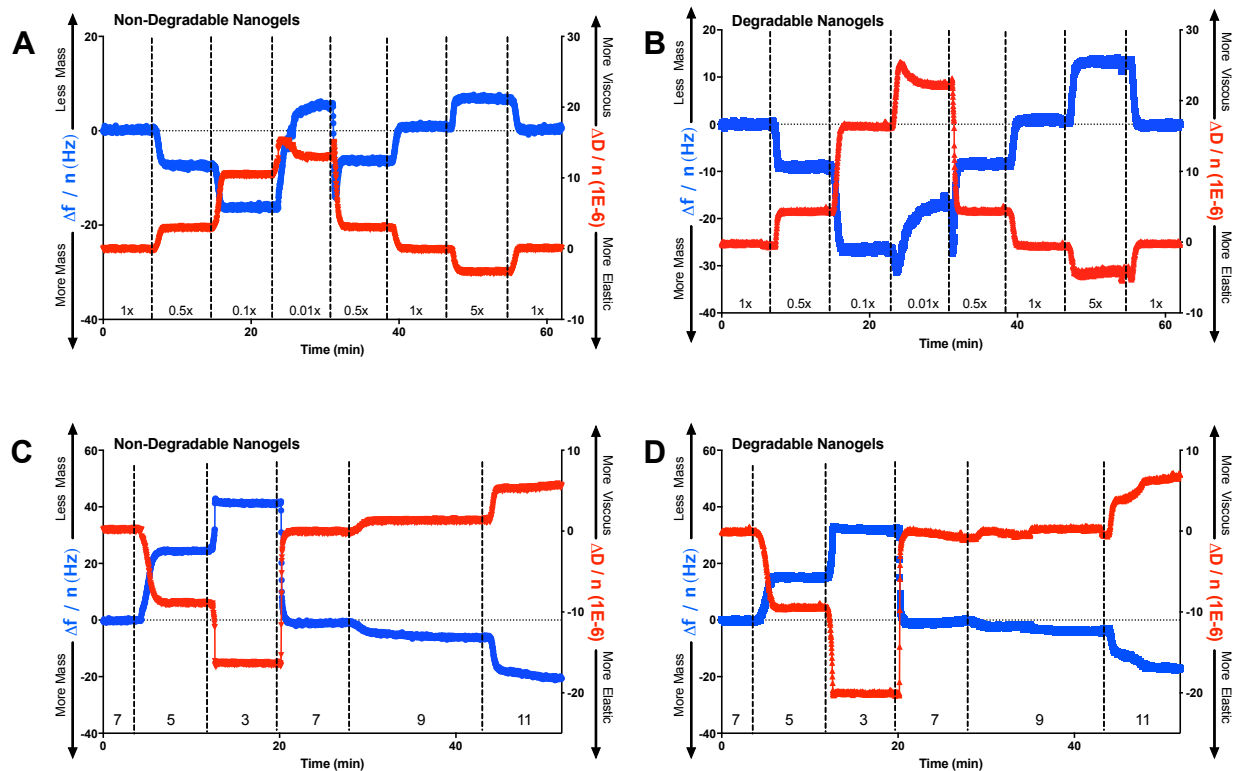 A
Non-Degradable Nanogels
Less Mass
More Mass
Δf / n (Hz)
20
10
0
-10
-20
-30
-40
30
20
10
0
-10
More Viscous
More Elastic
ΔD / n (1E-6)
1x 0.5x 0.1x 0.01x 0.5x 1x 5x 1x
0 20 40 60
Time (min)
B
Degradable Nanogels
Less Mass
More Mass
Δf / n (Hz)
20
10
0
-10
-20
-30
-40
30
20
10
0
-10
More Viscous
More Elastic
ΔD / n (1E-6)
1x 0.5x 0.1x 0.01x 0.5x 1x 5x 1x
0 20 40 60
Time (min)
C
Non-Degradable Nanogels
Less Mass
More Mass
Δf / n (Hz)
60
40
20
0
-20
-40
10
0
-10
-20
More Viscous
More Elastic
ΔD / n (1E-6)
7 5 3 7 9 11
0 20 40
Time (min)
D
Degradable Nanogels
Less Mass
More Mass
Δf / n (Hz)
60
40
20
0
-20
-40
10
0
-10
-20
More Viscous
More Elastic
ΔD / n (1E-6)
7 5 3 7 9 11
0 20 40
Time (min)